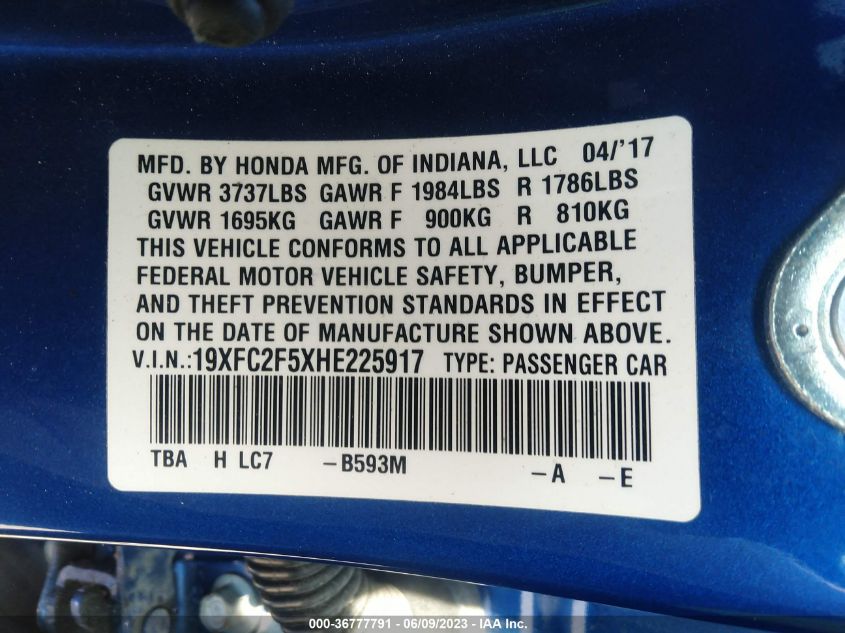 MFD. BY HONDA MFG. OF INDIANA, LLC 04/'17
GVWR 3737LBS GAWR F 1984LBS R 1786LBS
GVWR 1695KG GAWR F 900KG R 810KG
THIS VEHICLE CONFORMS TO ALL APPLICABLE
FEDERAL MOTOR VEHICLE SAFETY, BUMPER,
AND THEFT PREVENTION STANDARDS IN EFFECT
ON THE DATE OF MANUFACTURE SHOWN ABOVE.
V.I.N.:19XFC2F5XHE225917 TYPE: PASSENGER CAR
TBA H LC7 -B593M -A -E
000-36777791 - 06/09/2023 - IAAI.com